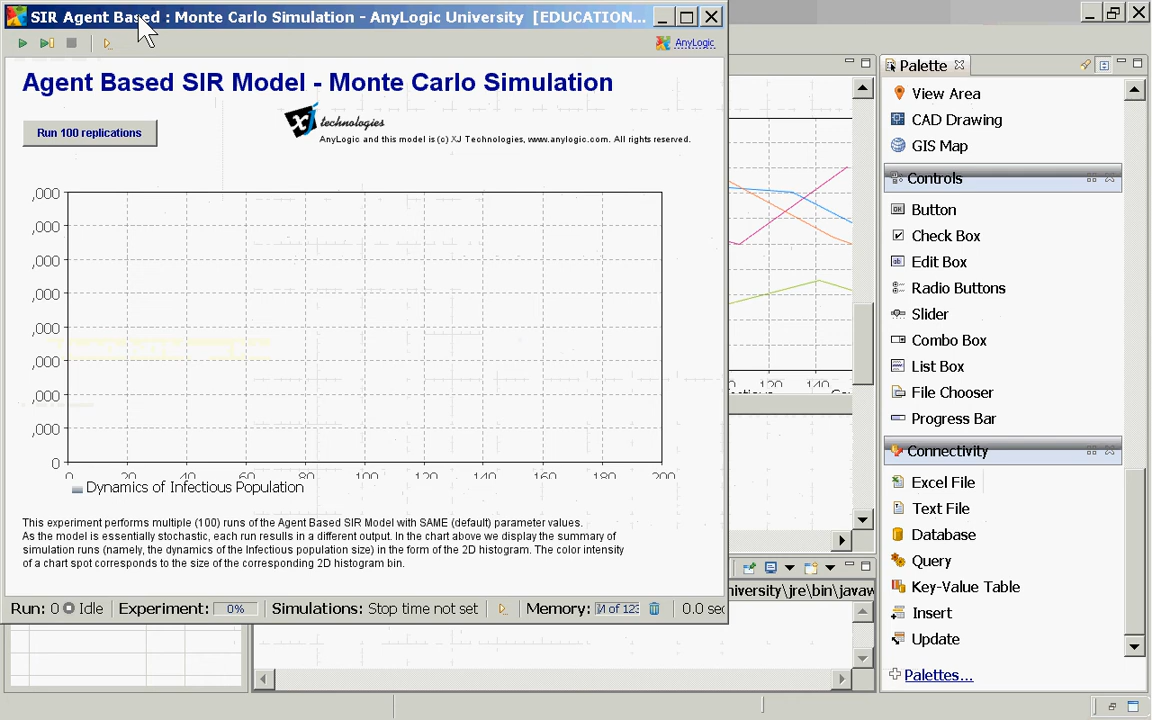 SIR Agent Based : Monte Carlo Simulation - AnyLogic University [EDUCATION...
AnyLogic
Agent Based SIR Model - Monte Carlo Simulation
Run 100 replications
xj technologies
AnyLogic and this model is (c) XJ Technologies, www.anylogic.com. All rights reserved.
,000
,000
,000
,000
,000
,000
,000
,000
0
0 20 40 60 80 100 120 140 160 180 200
Dynamics of Infectious Population
This experiment performs multiple (100) runs of the Agent Based SIR Model with SAME (default) parameter values.
As the model is essentially stochastic, each run results in a different output. In the chart above we display the summary of
simulation runs (namely, the dynamics of the Infectious population size) in the form of the 2D histogram. The color intensity
of a chart spot corresponds to the size of the corresponding 2D histogram bin.
Run: 0 Idle Experiment: 0% Simulations: Stop time not set Memory: M of 123 0.0 sec
120 140
niversity\jre\bin\javaw
Palette
View Area
CAD Drawing
GIS Map
Controls
Button
Check Box
Edit Box
Radio Buttons
Slider
Combo Box
List Box
File Chooser
Progress Bar
Connectivity
Excel File
Text File
Database
Query
Key-Value Table
Insert
Update
Palettes...